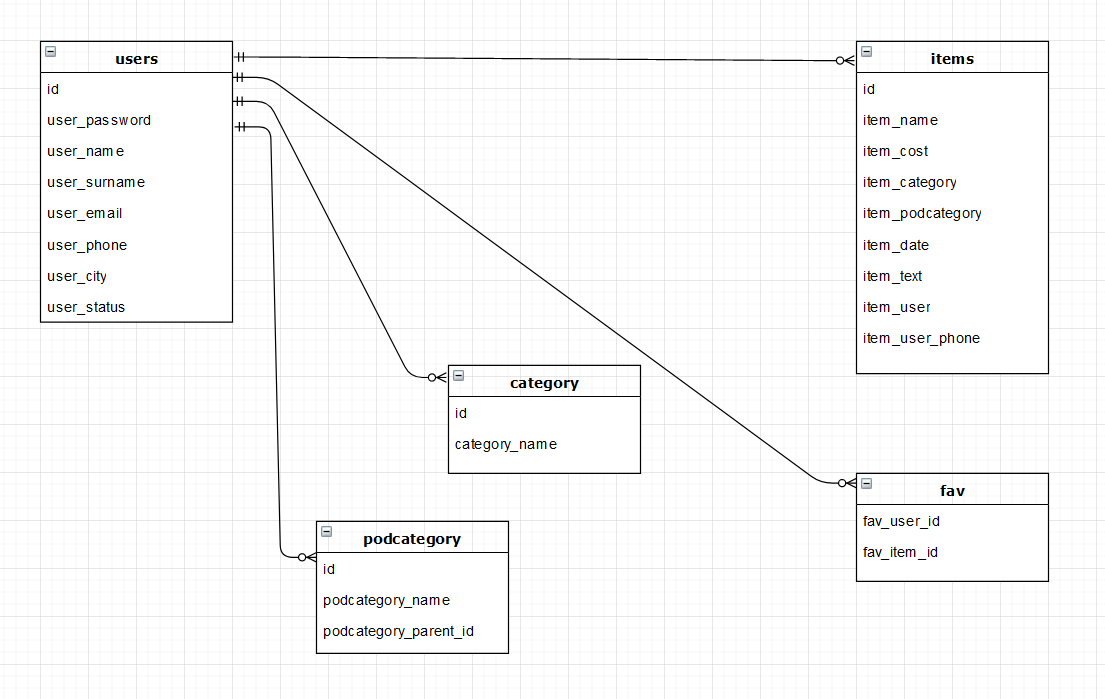 users
id
user_password
user_name
user_surname
user_email
user_phone
user_city
user_status
items
id
item_name
item_cost
item_category
item_podcategory
item_date
item_text
item_user
item_user_phone
category
id
category_name
fav
fav_user_id
fav_item_id
podcategory
id
podcategory_name
podcategory_parent_id